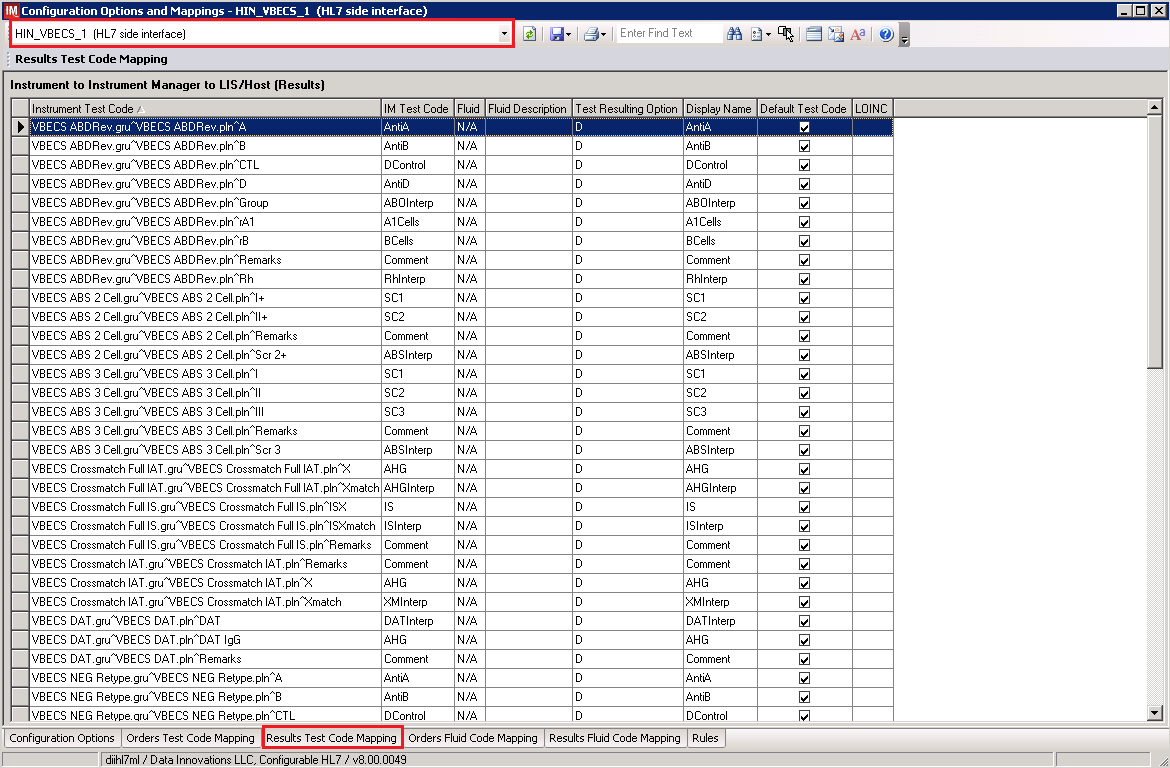 IM Configuration Options and Mappings - HIN_VBECS_1 (HL7 side interface)
HIN_VBECS_1 (HL7 side interface)
Enter Find Text
Results Test Code Mapping
Instrument to Instrument Manager to LIS/Host (Results)
Instrument Test Code IM Test Code Fluid Fluid Description Test Resulting Option Display Name Default Test Code LOINC
VBECS ABDRev.gru^VBECS ABDRev.pln^A AntiA N/A D AntiA
VBECS ABDRev.gru^VBECS ABDRev.pln^B AntiB N/A D AntiB
VBECS ABDRev.gru^VBECS ABDRev.pln^CTL DControl N/A D DControl
VBECS ABDRev.gru^VBECS ABDRev.pln^D AntiD N/A D AntiD
VBECS ABDRev.gru^VBECS ABDRev.pln^Group ABOInterp N/A D ABOInterp
VBECS ABDRev.gru^VBECS ABDRev.pln^rA1 A1Cells N/A D A1Cells
VBECS ABDRev.gru^VBECS ABDRev.pln^rB BCells N/A D BCells
VBECS ABDRev.gru^VBECS ABDRev.pln^Remarks Comment N/A D Comment
VBECS ABDRev.gru^VBECS ABDRev.pln^Rh RhInterp N/A D RhInterp
VBECS ABS 2 Cell.gru^VBECS ABS 2 Cell.pln^I+ SC1 N/A D SC1
VBECS ABS 2 Cell.gru^VBECS ABS 2 Cell.pln^II+ SC2 N/A D SC2
VBECS ABS 2 Cell.gru^VBECS ABS 2 Cell.pln^Remarks Comment N/A D Comment
VBECS ABS 2 Cell.gru^VBECS ABS 2 Cell.pln^Scr 2+ ABSInterp N/A D ABSInterp
VBECS ABS 3 Cell.gru^VBECS ABS 3 Cell.pln^I SC1 N/A D SC1
VBECS ABS 3 Cell.gru^VBECS ABS 3 Cell.pln^II SC2 N/A D SC2
VBECS ABS 3 Cell.gru^VBECS ABS 3 Cell.pln^III SC3 N/A D SC3
VBECS ABS 3 Cell.gru^VBECS ABS 3 Cell.pln^Remarks Comment N/A D Comment
VBECS ABS 3 Cell.gru^VBECS ABS 3 Cell.pln^Scr 3 ABSInterp N/A D ABSInterp
VBECS Crossmatch Full IAT.gru^VBECS Crossmatch Full IAT.pln^X AHG N/A D AHG
VBECS Crossmatch Full IAT.gru^VBECS Crossmatch Full IAT.pln^Xmatch AHGInterp N/A D AHGInterp
VBECS Crossmatch Full IS.gru^VBECS Crossmatch Full IS.pln^ISX IS N/A D IS
VBECS Crossmatch Full IS.gru^VBECS Crossmatch Full IS.pln^ISXmatch ISInterp N/A D ISInterp
VBECS Crossmatch Full IS.gru^VBECS Crossmatch Full IS.pln^Remarks Comment N/A D Comment
VBECS Crossmatch IAT.gru^VBECS Crossmatch IAT.pln^Remarks Comment N/A D Comment
VBECS Crossmatch IAT.gru^VBECS Crossmatch IAT.pln^X AHG N/A D AHG
VBECS Crossmatch IAT.gru^VBECS Crossmatch IAT.pln^Xmatch XMInterp N/A D XMInterp
VBECS DAT.gru^VBECS DAT.pln^DAT DATInterp N/A D DATInterp
VBECS DAT.gru^VBECS DAT.pln^DAT IgG AHG N/A D AHG
VBECS DAT.gru^VBECS DAT.pln^Remarks Comment N/A D Comment
VBECS NEG Retype.gru^VBECS NEG Retype.pln^A AntiA N/A D AntiA
VBECS NEG Retype.gru^VBECS NEG Retype.pln^B AntiB N/A D AntiB
VBECS NEG Retype.gru^VBECS NEG Retype.pln^CTL DControl N/A D DControl
Configuration Options Orders Test Code Mapping Results Test Code Mapping Orders Fluid Code Mapping Results Fluid Code Mapping Rules
diihl7ml / Data Innovations LLC, Configurable HL7 / v8.00.0049